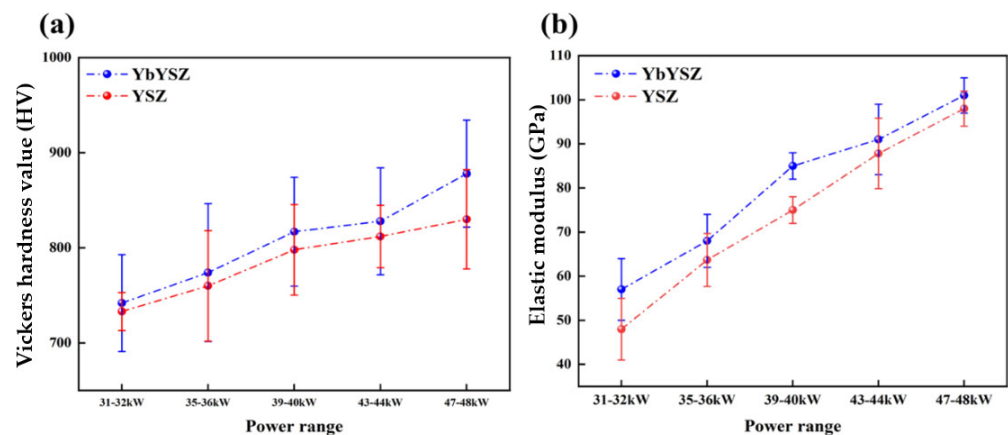 (a)
Vickers hardness value (HV)
1000
900
800
700
YbYSZ
YSZ
31-32kW 35-36kW 39-40kW 43-44kW 47-48kW
Power range
(b)
Elastic modulus (GPa)
110
100
90
80
70
60
50
40
YbYSZ
YSZ
31-32kW 35-36kW 39-40kW 43-44kW 47-48kW
Power range